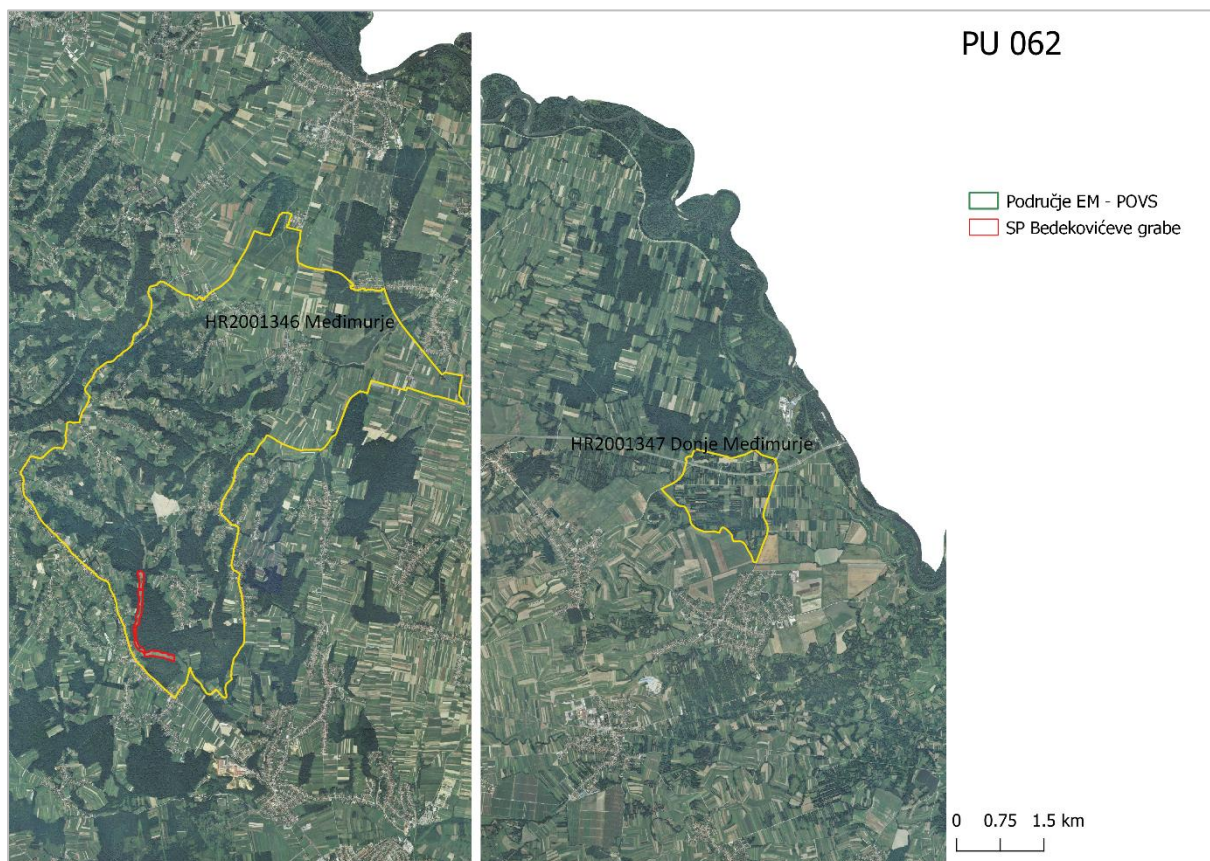 PU 062
Područje EM - POVS
SP Bedekovićeve grabe
HR2001346 Međimurje
HR2001347 Donje Međimurje
0 0.75 1.5 km